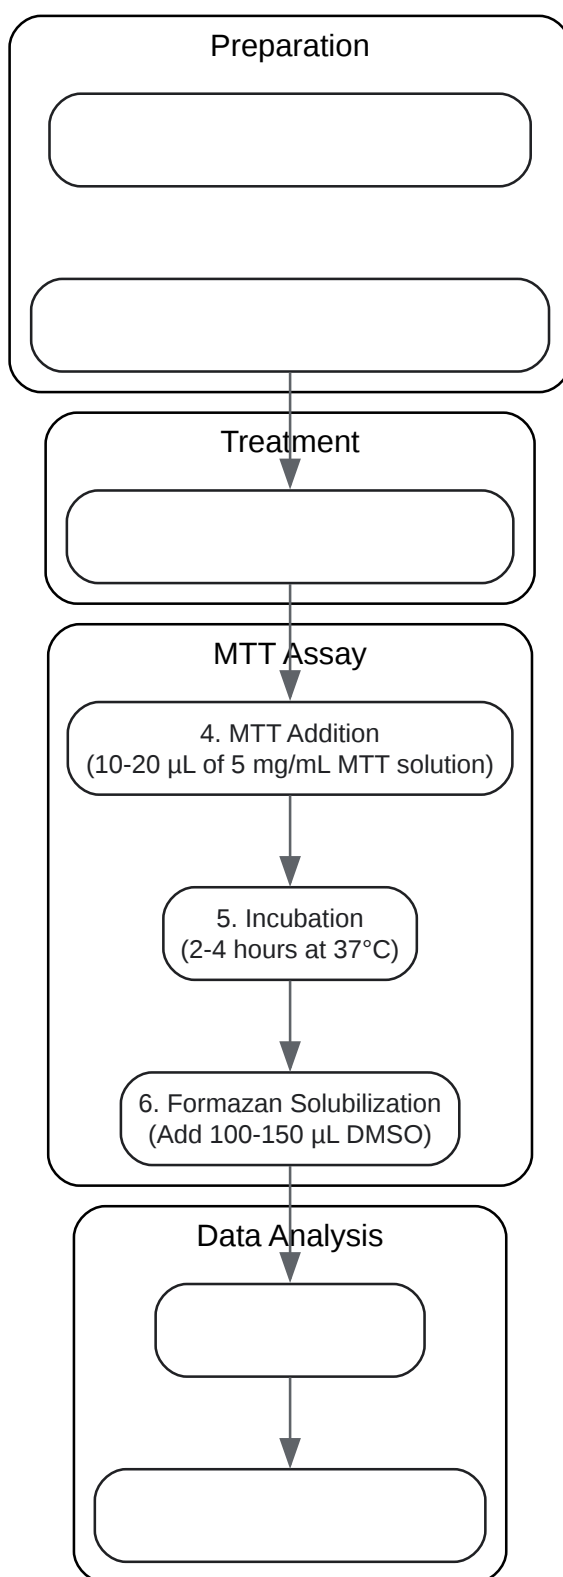 Preparation
Treatment
MTT Assay
4. MTT Addition
(10-20 µL of 5 mg/mL MTT solution)
5. Incubation
(2-4 hours at 37°C)
6. Formazan Solubilization
(Add 100-150 µL DMSO)
Data Analysis